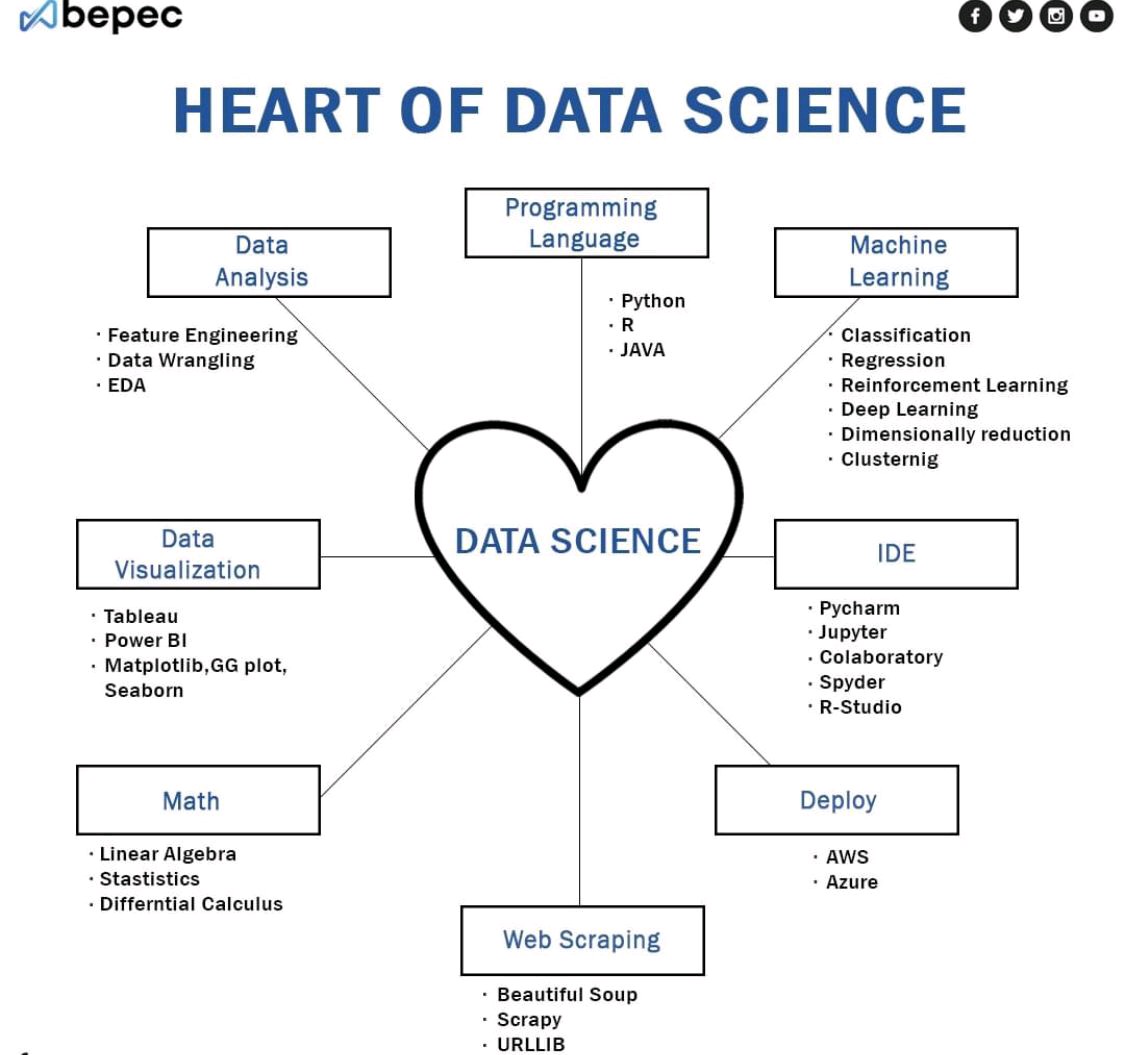 bepec
HEART OF DATA SCIENCE
Programming
Language
· Python
· R
· JAVA
Data
Analysis
· Feature Engineering
· Data Wrangling
· EDA
Machine
Learning
· Classification
· Regression
· Reinforcement Learning
· Deep Learning
· Dimensionally reduction
· Clusternig
DATA SCIENCE
Data
Visualization
· Tableau
· Power BI
· Matplotlib,GG plot,
Seaborn
IDE
· Pycharm
· Jupyter
· Colaboratory
· Spyder
· R-Studio
Math
· Linear Algebra
· Stastistics
· Differntial Calculus
Deploy
· AWS
· Azure
Web Scraping
· Beautiful Soup
· Scrapy
· URLLIB